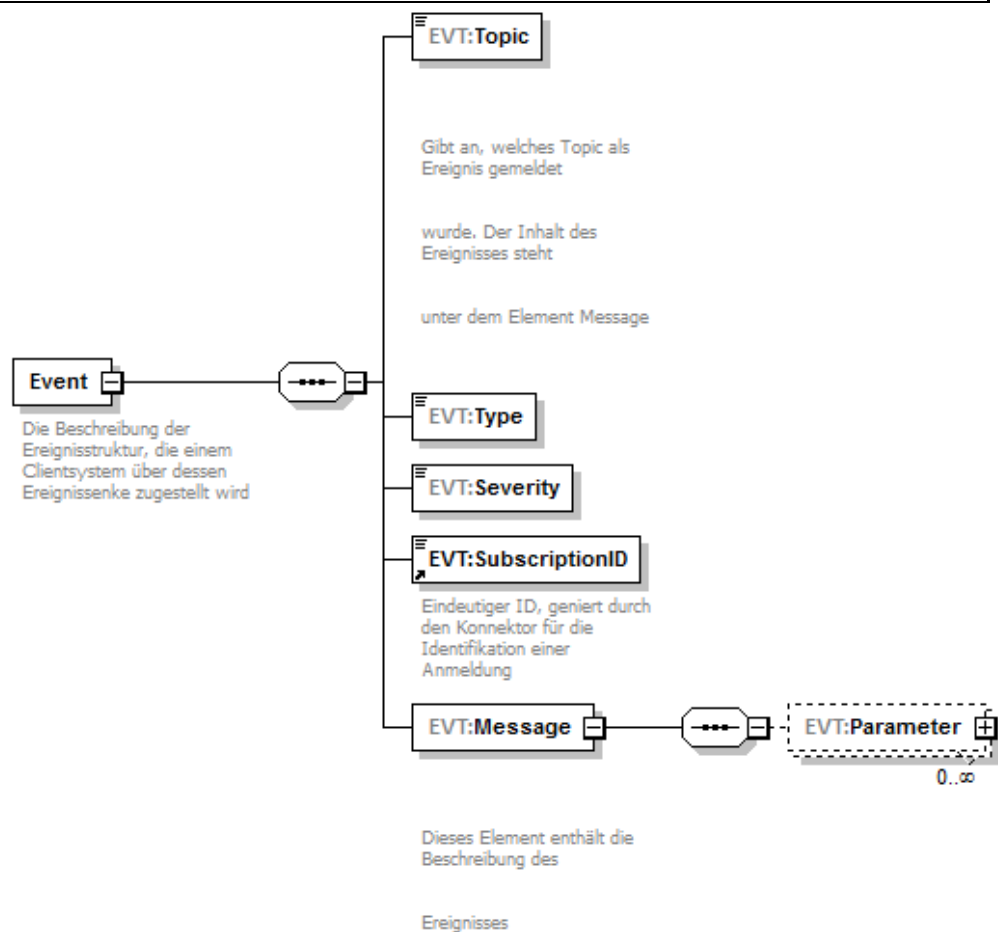 EVT:Topic
Gibt an, welches Topic als
Ereignis gemeldet
wurde. Der Inhalt des
Ereignisses steht
unter dem Element Message
Event
Die Beschreibung der
Ereignisstruktur, die einem
Clientsystem über dessen
Ereignissenke zugestellt wird
EVT:Type
EVT:Severity
EVT:SubscriptionID
Eindeutiger ID, geniert durch
den Konnektor für die
Identifikation einer
Anmeldung
EVT:Message
EVT:Parameter
0..∞
Dieses Element enthält die
Beschreibung des
Ereignisses